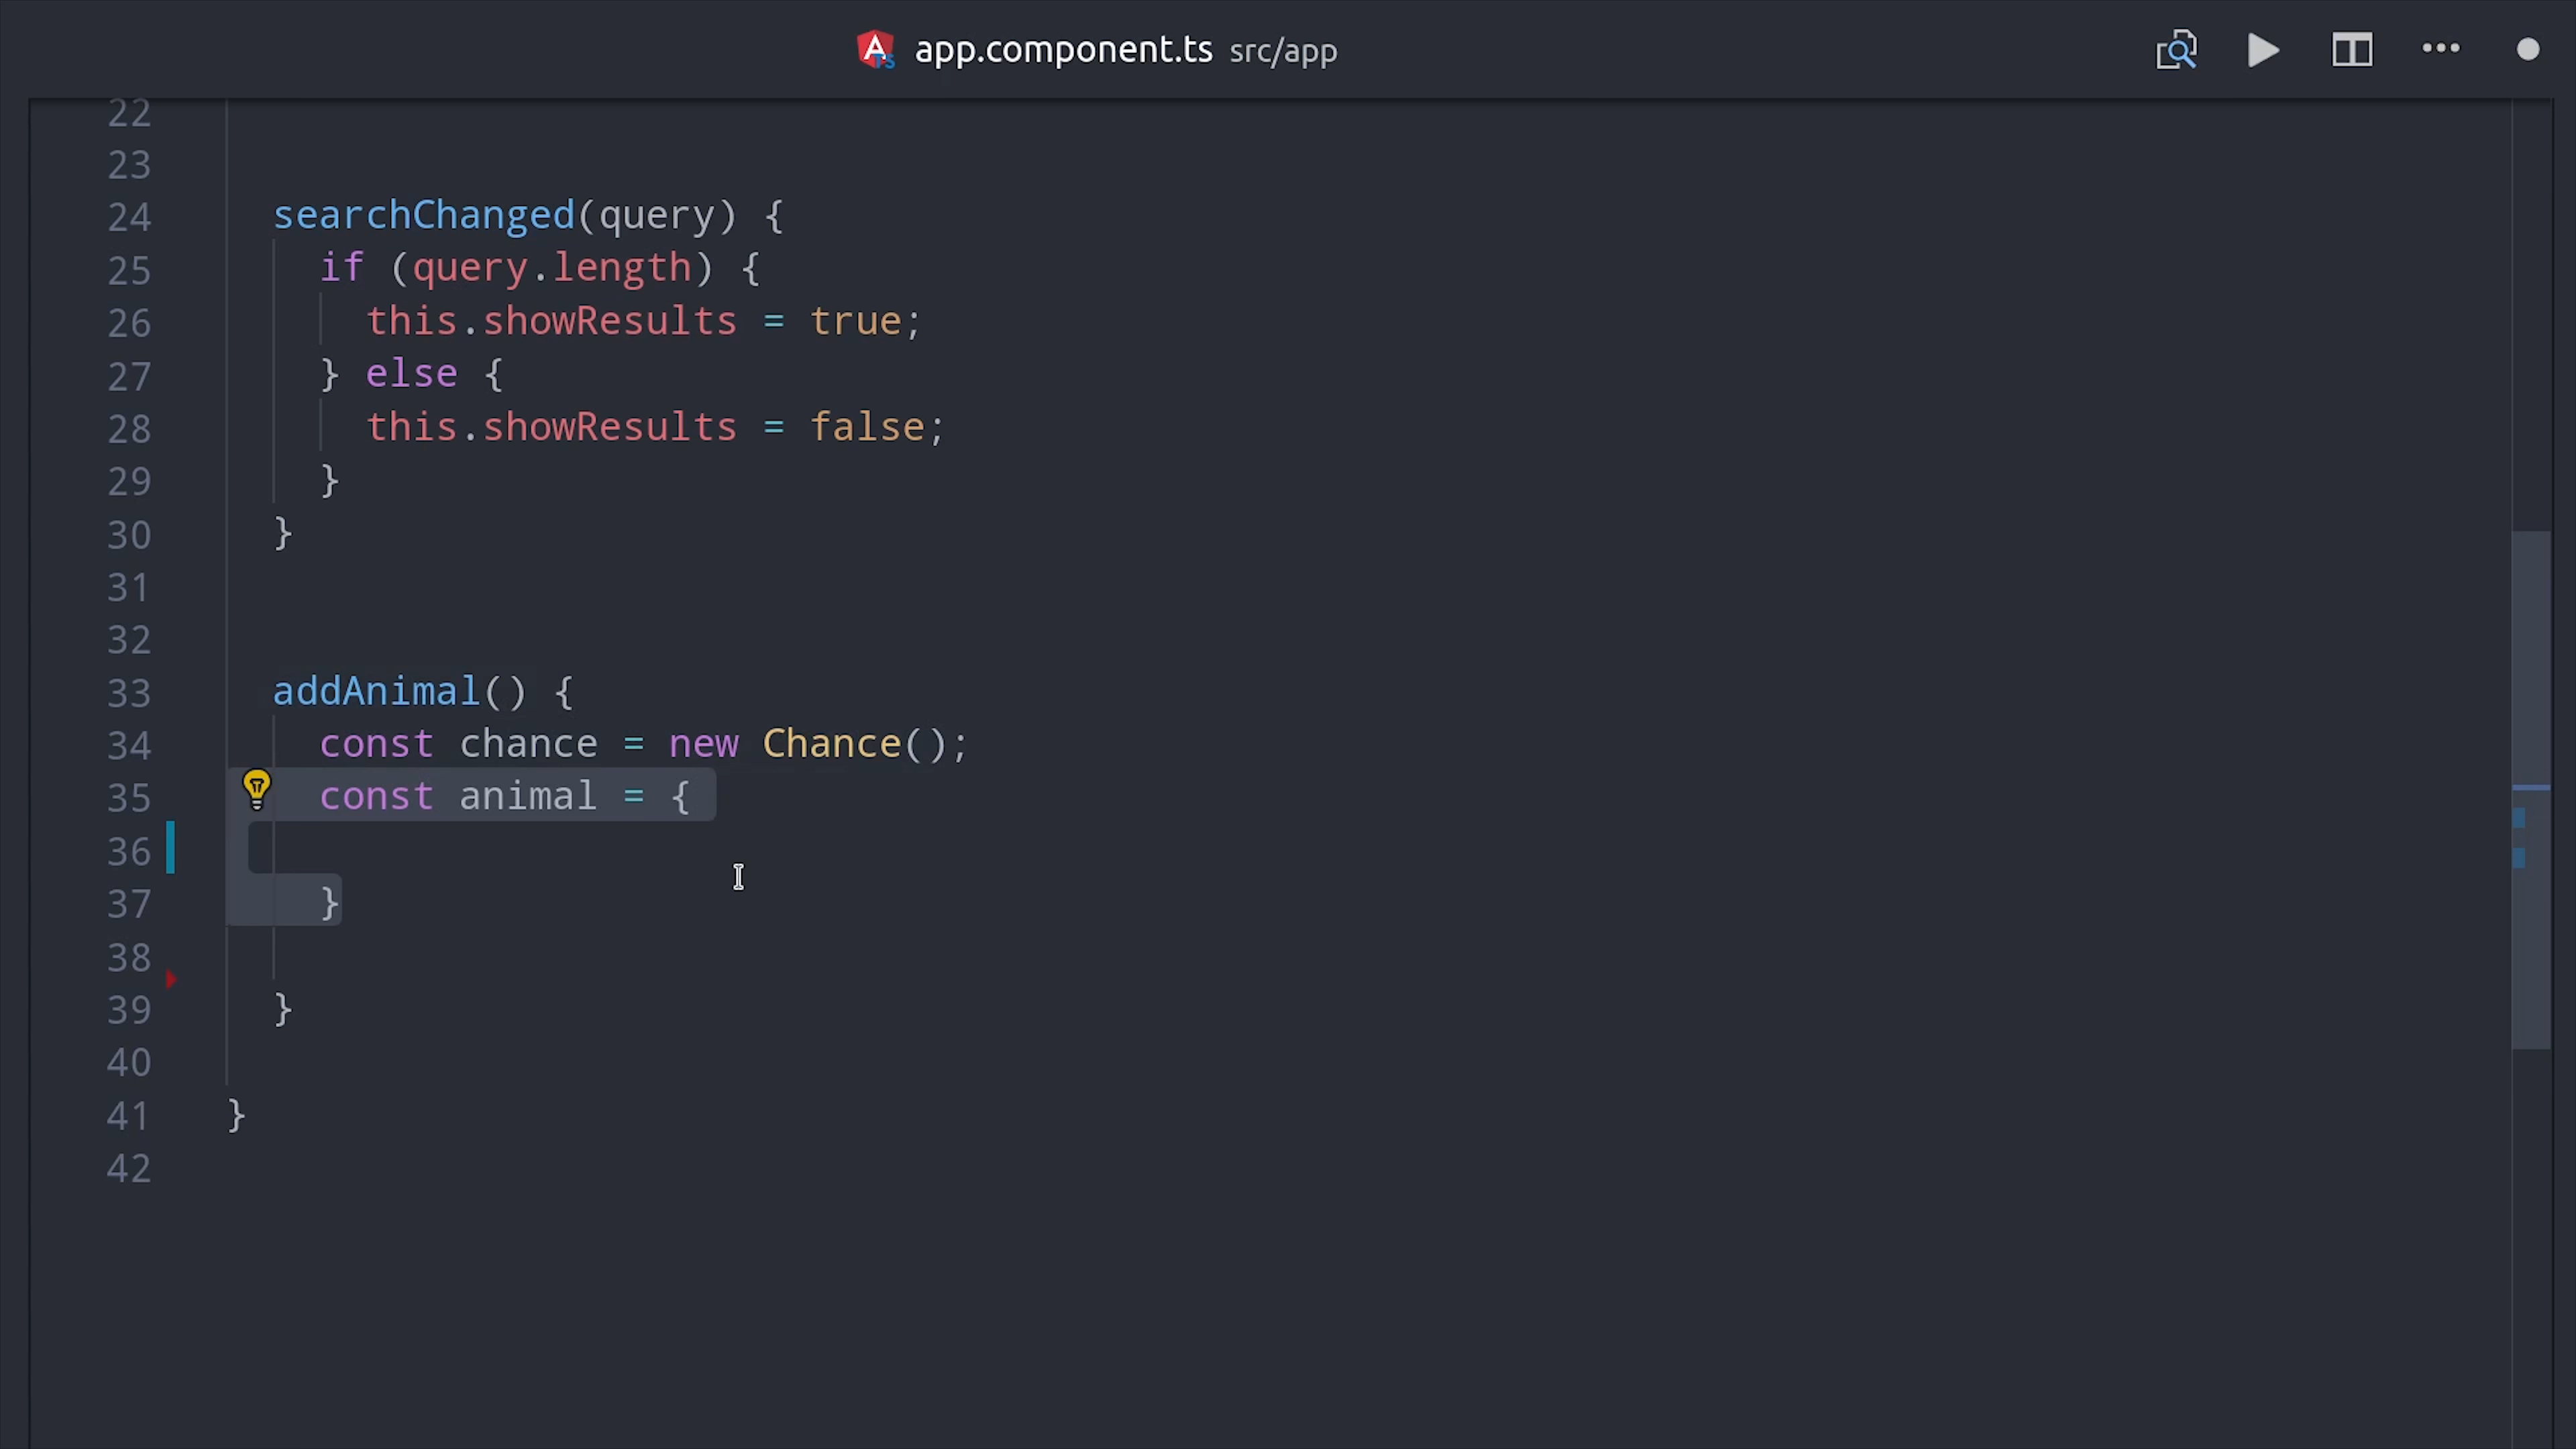 app.component.ts src/app
22
23
24 searchChanged(query) {
25 if (query.length) {
26 this.showResults = true;
27 } else {
28 this.showResults = false;
29 }
30 }
31
32
33 addAnimal() {
34 const chance = new Chance();
35 const animal = {
36
37 }
38
39 }
40
41 }
42